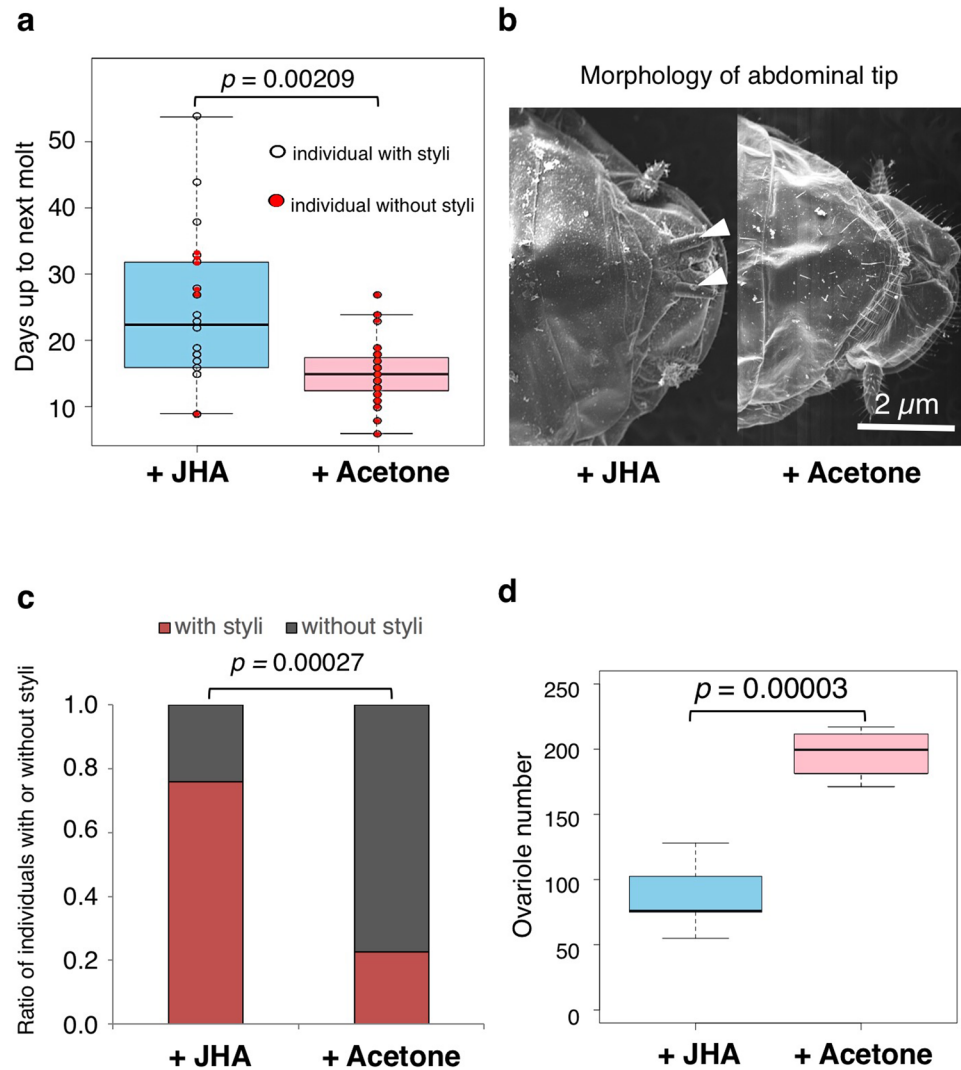 a
p = 0.00209
Days up to next molt
50
40
30
20
10
individual with styli
individual without styli
+ JHA
+ Acetone
b
Morphology of abdominal tip
2 µm
+ JHA
+ Acetone
c
with styli
without styli
p = 0.00027
Ratio of individuals with or without styli
1.0
0.8
0.6
0.4
0.2
0.0
+ JHA
+ Acetone
d
p = 0.00003
Ovariole number
250
200
150
100
50
0
+ JHA
+ Acetone